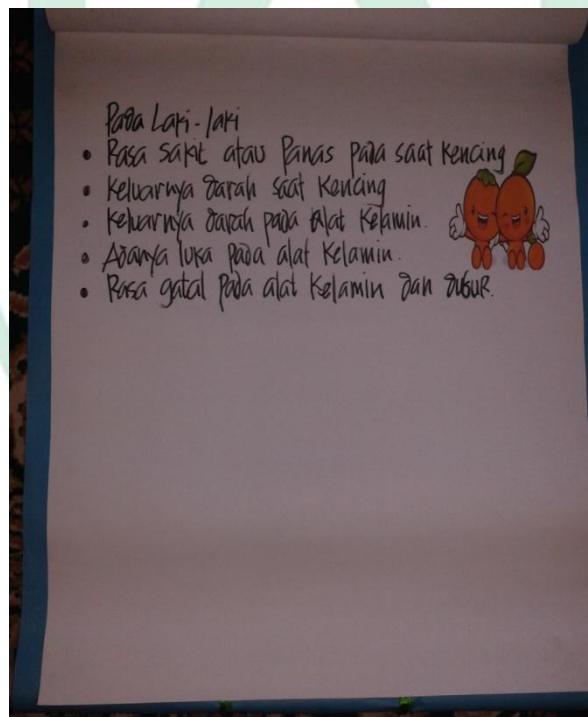 Pada Laki-laki
• Rasa sakit atau Panas pada saat kencing
• Keluarnya darah saat Kencing
• Keluarnya darah pada alat Kelamin.
• Adanya luka pada alat Kelamin.
• Rasa gatal Pada alat Kelamin dan dubur.